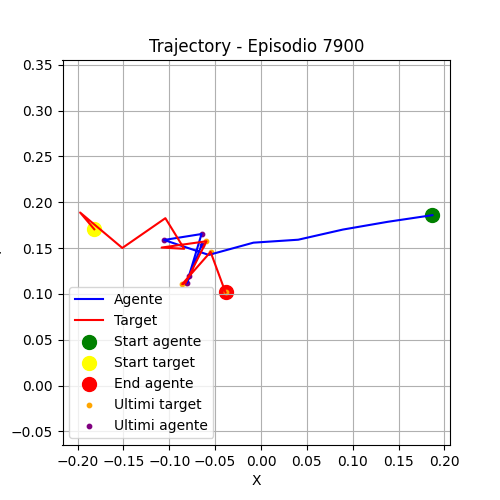 Trajectory - Episodio 7900
0.35
0.30
0.25
0.20
0.15
0.10
0.05
0.00
−0.05
−0.20 −0.15 −0.10 −0.05 0.00 0.05 0.10 0.15 0.20
X
Agente
Target
Start agente
Start target
End agente
Ultimi target
Ultimi agente